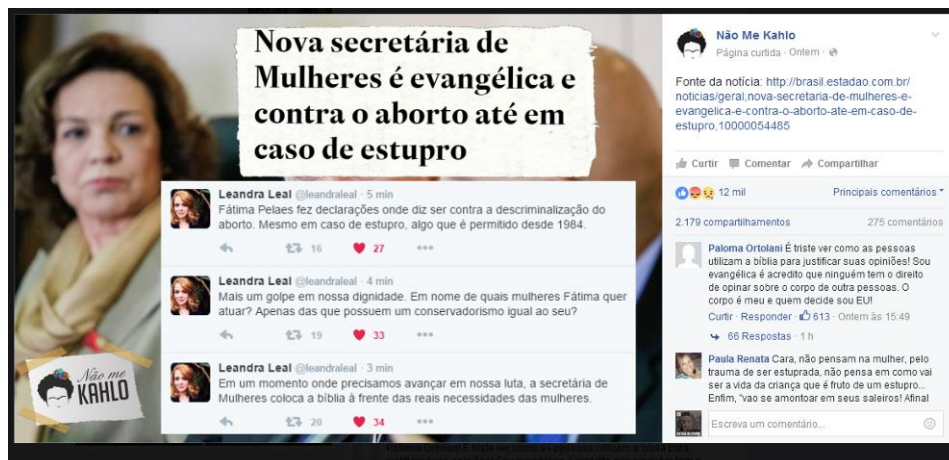 Nova secretária de
Mulheres é evangélica e
contra o aborto até em
caso de estupro
Leandra Leal @leandraleal · 5 min
Fátima Pelaes fez declarações onde diz ser contra a descriminalização do
aborto. Mesmo em caso de estupro, algo que é permitido desde 1984.
16 27
Leandra Leal @leandraleal · 4 min
Mais um golpe em nossa dignidade. Em nome de quais mulheres Fátima quer
atuar? Apenas das que possuem um conservadorismo igual ao seu?
19 33
Leandra Leal @leandraleal · 3 min
Em um momento onde precisamos avançar em nossa luta, a secretária de
Mulheres coloca a bíblia à frente das reais necessidades das mulheres.
20 34
Não me
KAHLO
Não Me Kahlo
Página curtida · Ontem ·
Fonte da notícia: http://brasil.estadao.com.br/
noticias/geral,nova-secretaria-de-mulheres-e-
evangelica-e-contra-o-aborto-ate-em-caso-de-
estupro,10000054485
Curtir Comentar Compartilhar
12 mil Principais comentários
2.179 compartilhamentos 275 comentários
Paloma Ortolani É triste ver como as pessoas
utilizam a bíblia para justificar suas opiniões! Sou
evangélica é acredito que ninguém tem o direito
de opinar sobre o corpo de outra pessoas. O
corpo é meu e quem decide sou EU!
Curtir · Responder · 613 · Ontem às 15:49
66 Respostas · 1 h
Paula Renata Cara, não pensam na mulher, pelo
trauma de ser estuprada, não pensa em como vai
ser a vida da criança que é fruto de um estupro...
Enfim, "vao se amontoar em seus saleiros! Afinal
Escreva um comentário...